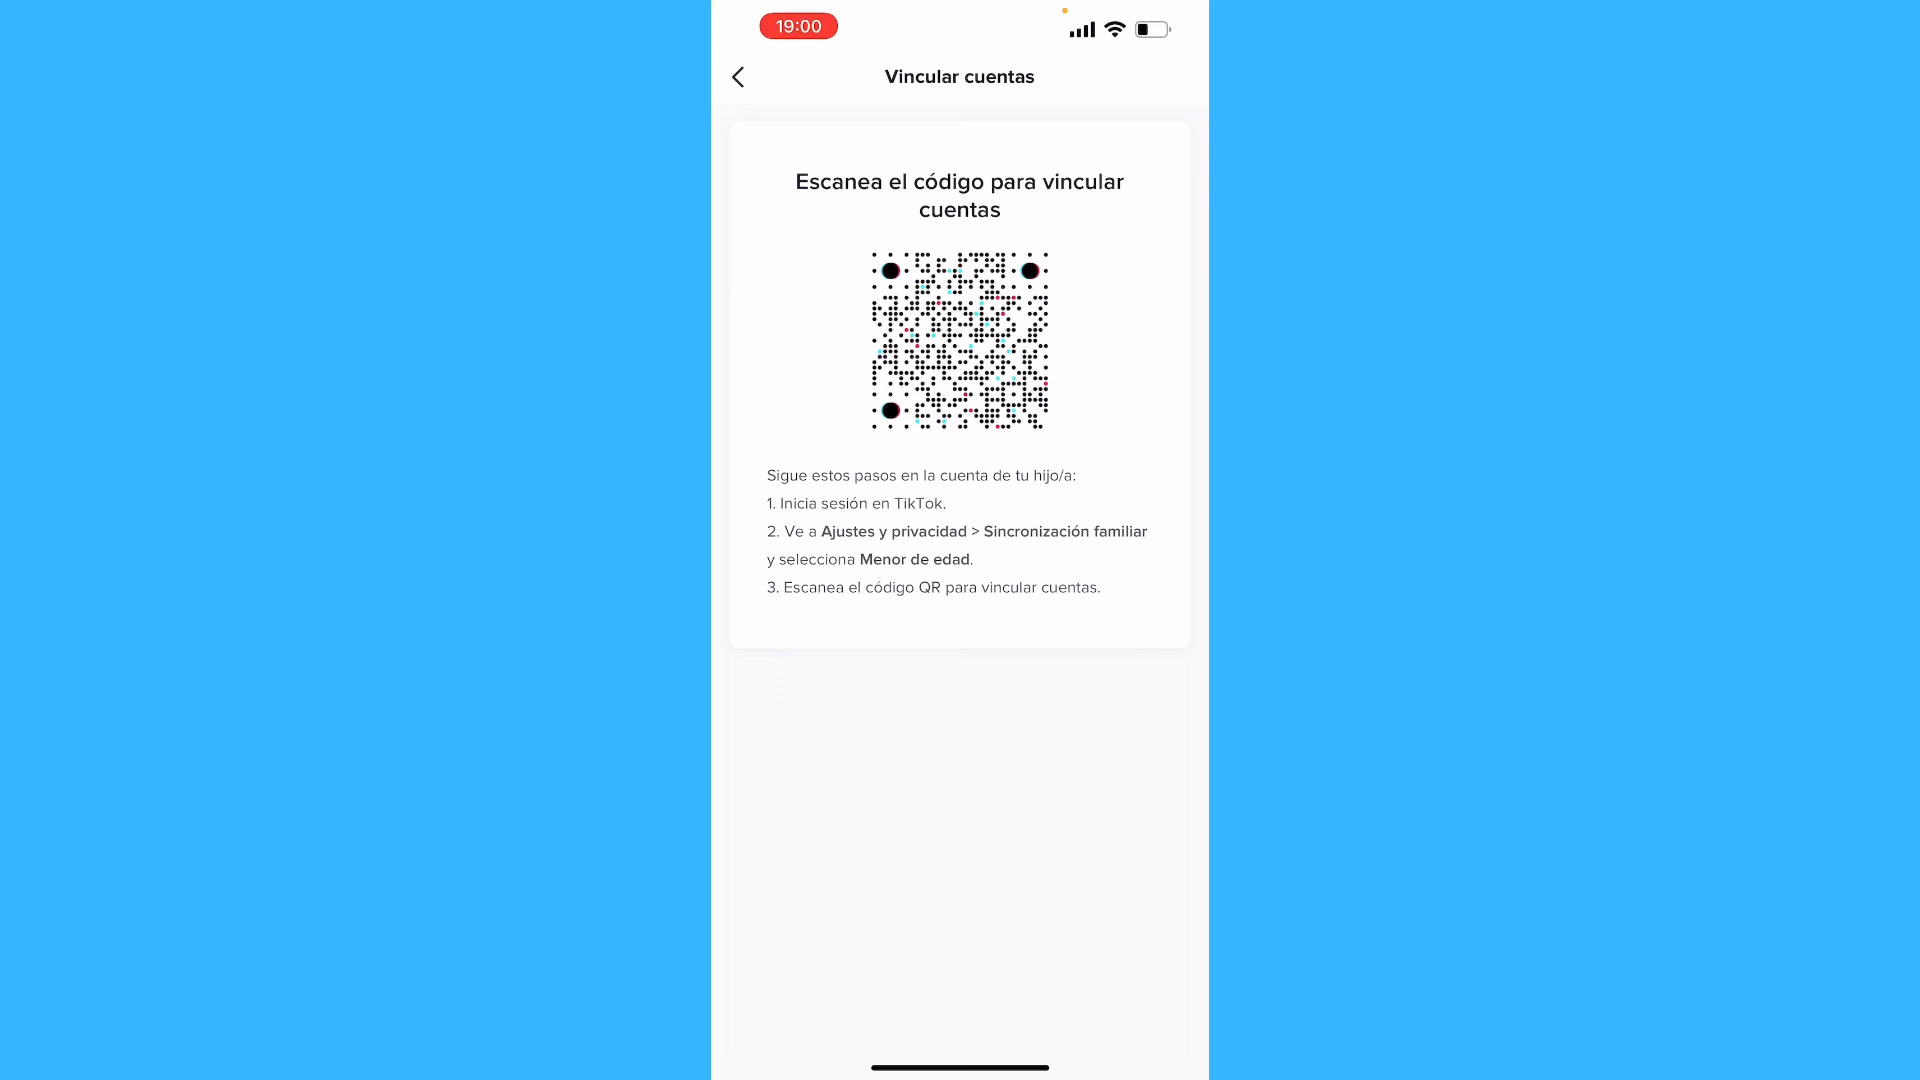 19:00
Vincular cuentas
Escanea el código para vincular
cuentas
Sigue estos pasos en la cuenta de tu hijo/a:
1. Inicia sesión en TikTok.
2. Ve a Ajustes y privacidad > Sincronización familiar
y selecciona Menor de edad.
3. Escanea el código QR para vincular cuentas.